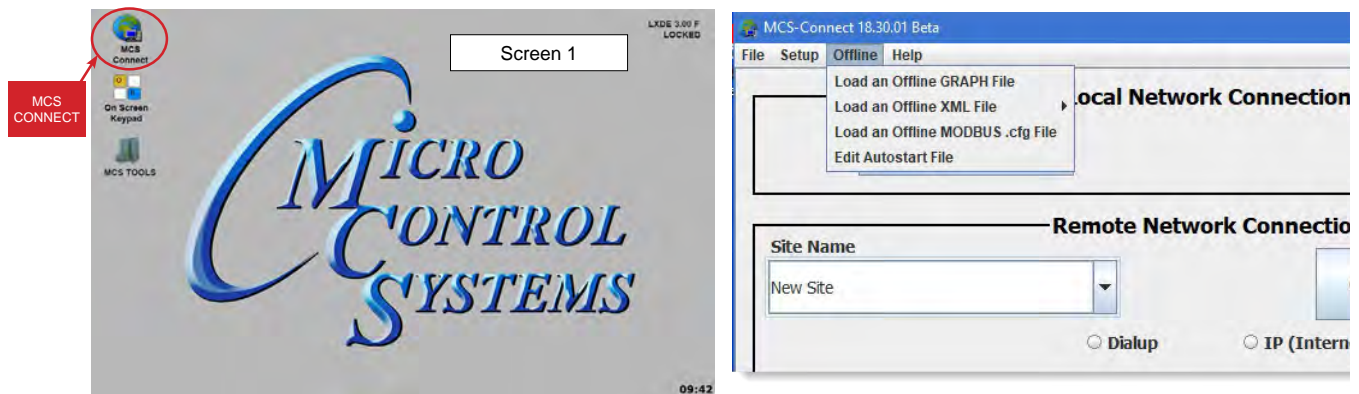 MCS
CONNECT
MCS
Connect
On Screen
Keypad
MCS TOOLS
Screen 1
LXDE 3.00 F
LOCKED
MICRO
CONTROL
SYSTEMS
09:42
MCS-Connect 18.30.01 Beta
File Setup Offline Help
Load an Offline GRAPH File
Load an Offline XML File
Load an Offline MODBUS .cfg File
Edit Autostart File
ocal Network Connection
Remote Network Connectio
Site Name
New Site
Dialup
IP (Intern